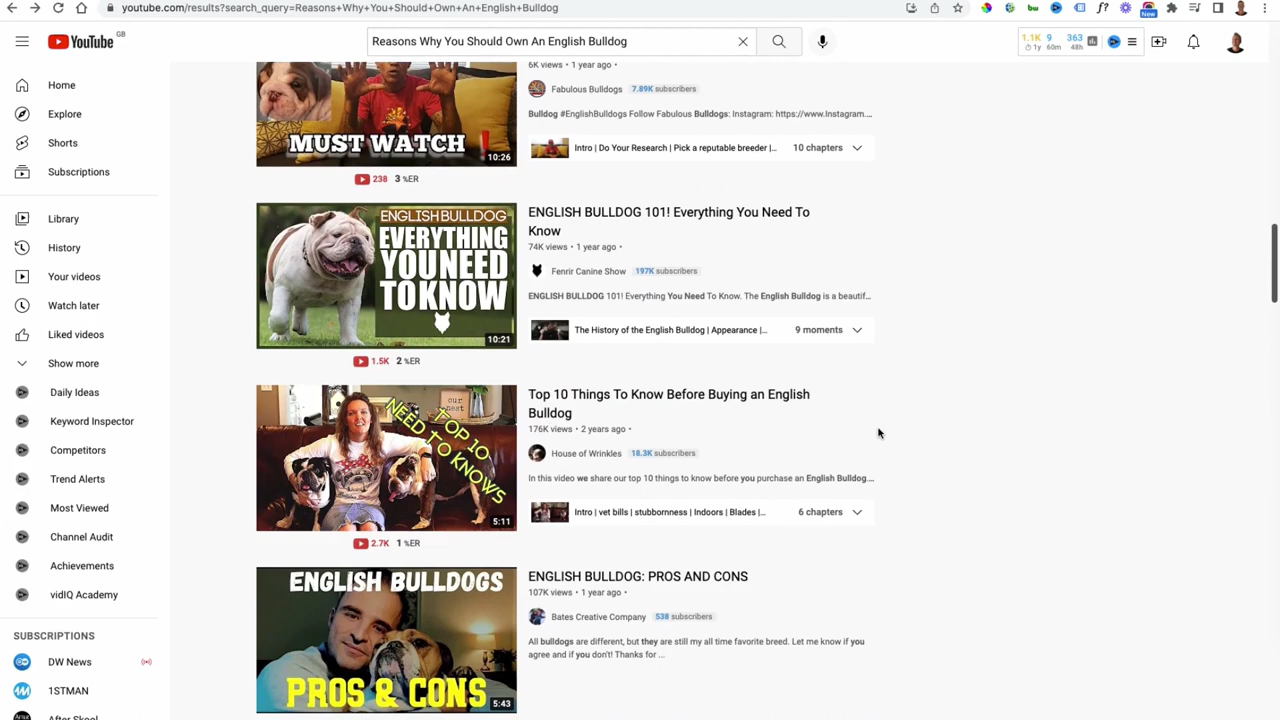 youtube.com/results?search_query=Reasons+Why+You+Should+Own+An+English+Bulldog
New
YouTube GB
Reasons Why You Should Own An English Bulldog
1.1K 9 363
1y 60m 48h
Home
Explore
Shorts
Subscriptions
Library
History
Your videos
Watch later
Liked videos
Show more
Daily Ideas
Keyword Inspector
Competitors
Trend Alerts
Most Viewed
Channel Audit
Achievements
vidIQ Academy
SUBSCRIPTIONS
DW News
1STMAN
After Skool
MUST WATCH
10:26
238 3 %ER
6K views • 1 year ago •
Fabulous Bulldogs 7.89K subscribers
Bulldog #EnglishBulldogs Follow Fabulous Bulldogs: Instagram: https://www.Instagram....
Intro | Do Your Research | Pick a reputable breeder |... 10 chapters
ENGLISH BULLDOG
EVERYTHING
YOU NEED
TO KNOW
10:21
1.5K 2 %ER
ENGLISH BULLDOG 101! Everything You Need To
Know
74K views • 1 year ago •
Fenrir Canine Show 197K subscribers
ENGLISH BULLDOG 101! Everything You Need To Know. The English Bulldog is a beautif...
The History of the English Bulldog | Appearance |... 9 moments
our
nest
TOP 10
NEED TO KNOWS
5:11
2.7K 1 %ER
Top 10 Things To Know Before Buying an English
Bulldog
176K views • 2 years ago •
House of Wrinkles 18.3K subscribers
In this video we share our top 10 things to know before you purchase an English Bulldog....
Intro | vet bills | stubbornness | Indoors | Blades |... 6 chapters
ENGLISH BULLDOGS
PROS & CONS
5:43
ENGLISH BULLDOG: PROS AND CONS
107K views • 1 year ago •
Bates Creative Company 538 subscribers
All bulldogs are different, but they are still my all time favorite breed. Let me know if you
agree and if you don't! Thanks for ...